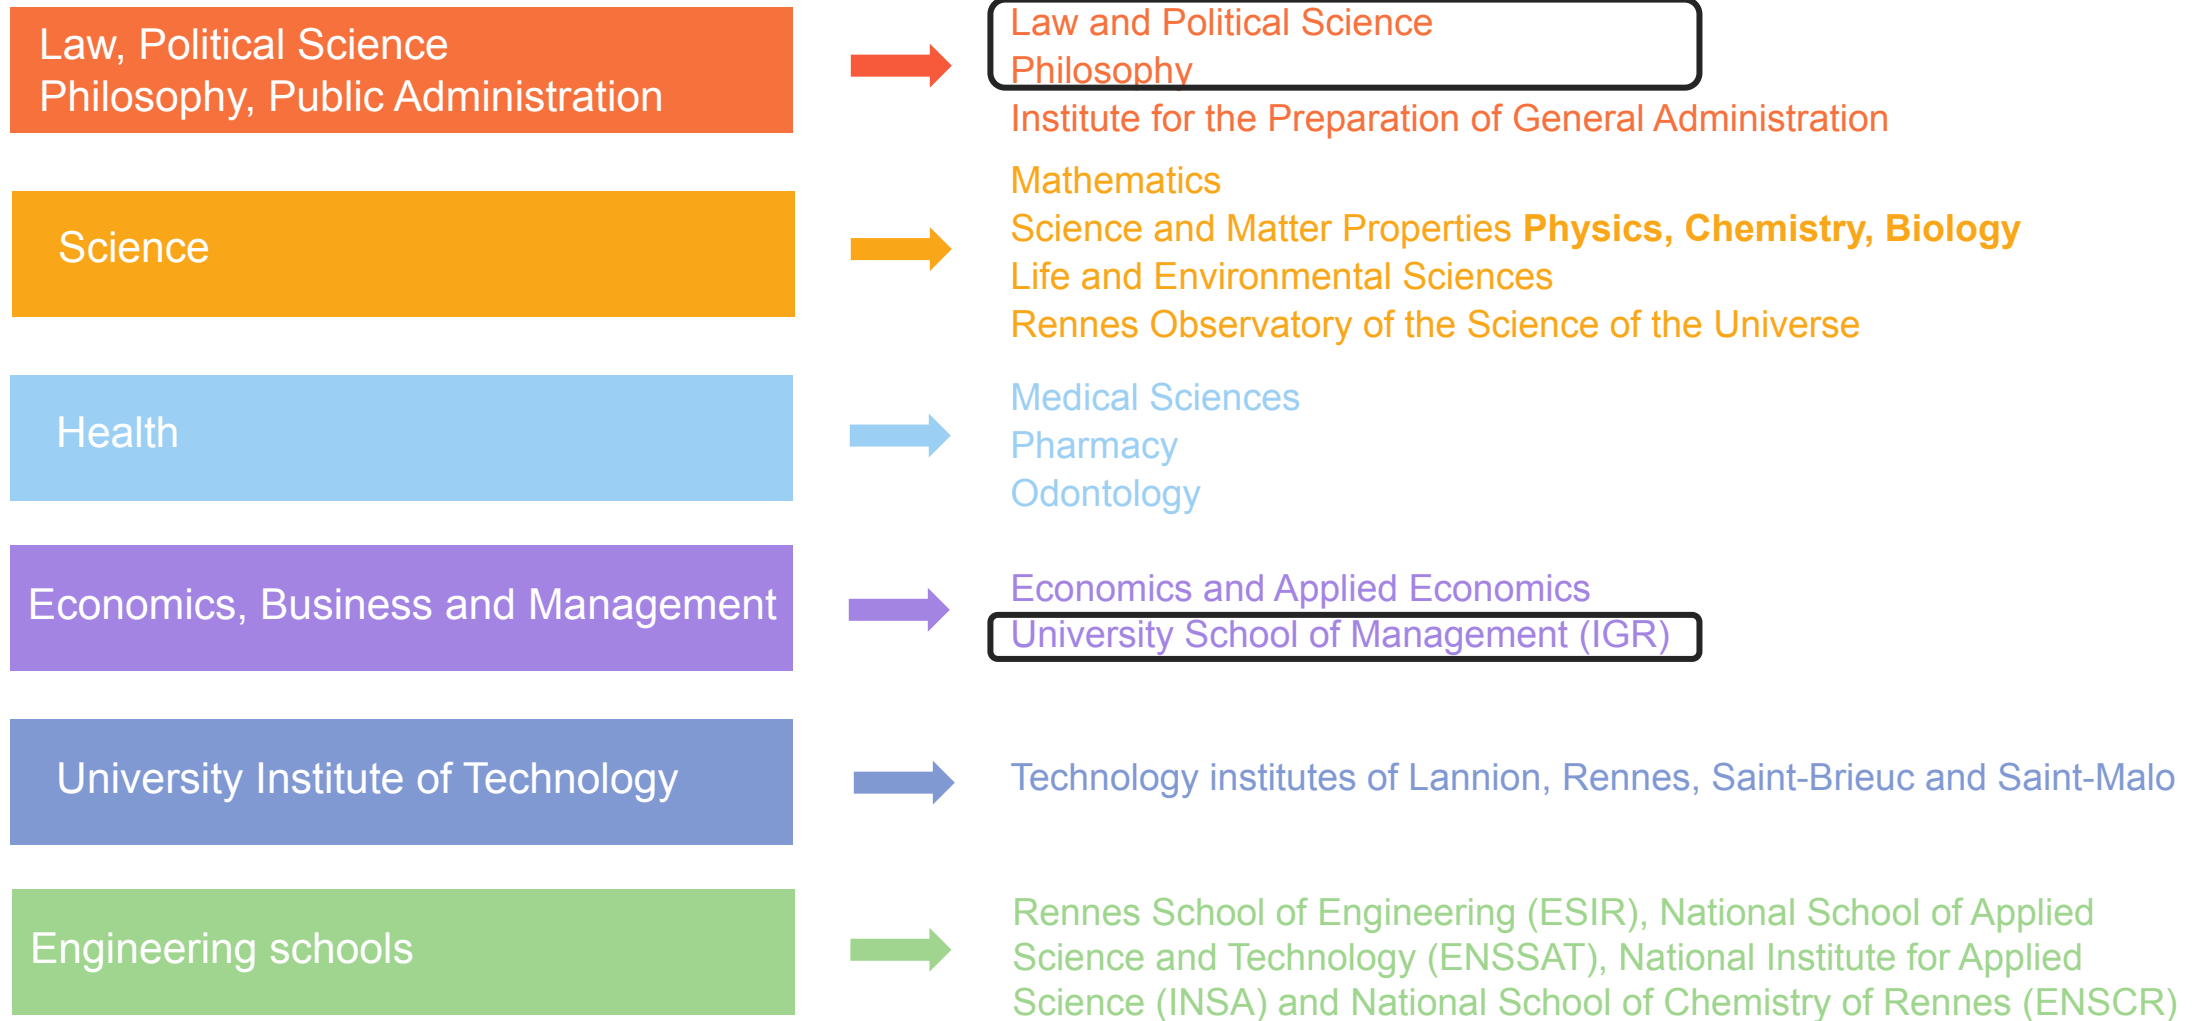 Law, Political Science
Philosophy, Public Administration
Law and Political Science
Philosophy
Institute for the Preparation of General Administration
Science
Mathematics
Science and Matter Properties Physics, Chemistry, Biology
Life and Environmental Sciences
Rennes Observatory of the Science of the Universe
Health
Medical Sciences
Pharmacy
Odontology
Economics, Business and Management
Economics and Applied Economics
University School of Management (IGR)
University Institute of Technology
Technology institutes of Lannion, Rennes, Saint-Brieuc and Saint-Malo
Engineering schools
Rennes School of Engineering (ESIR), National School of Applied
Science and Technology (ENSSAT), National Institute for Applied
Science (INSA) and National School of Chemistry of Rennes (ENSCR)